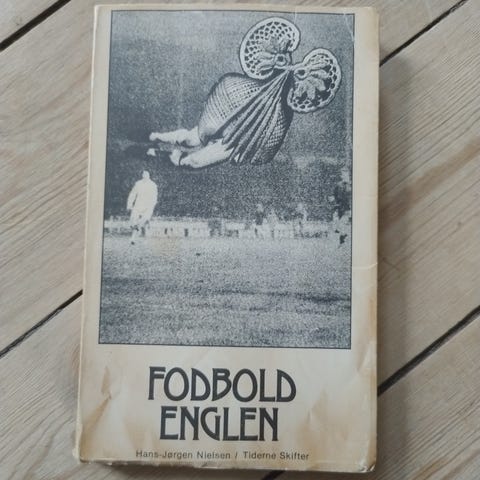 FODBOLD
ENGLEN
Hans-Jørgen Nielsen / Tiderne Skifter